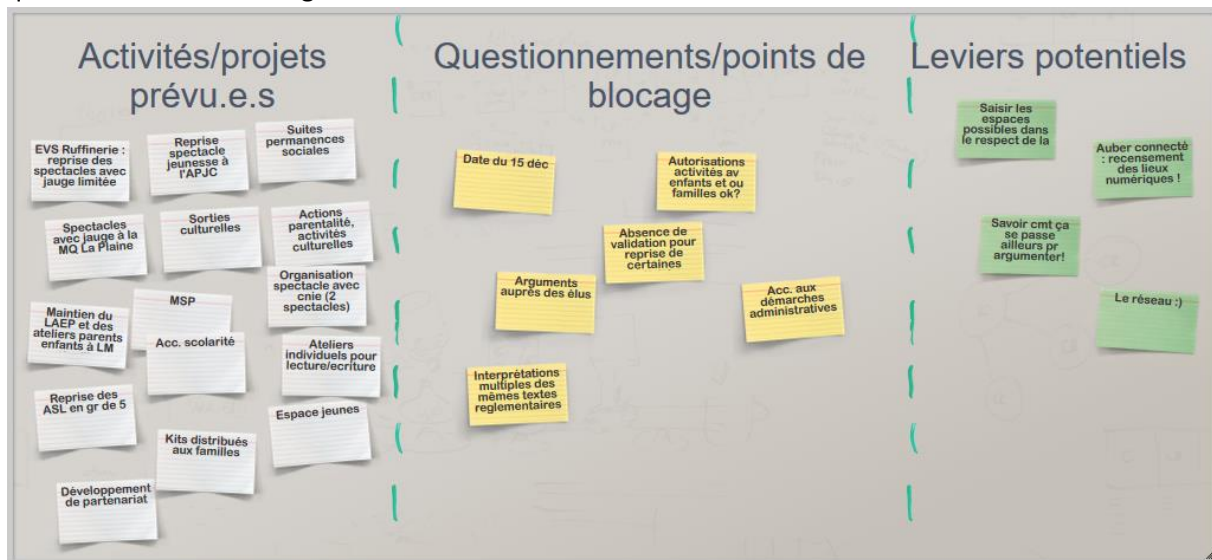 Activités/projets
prévu.e.s
Questionnements/points de
blocage
Leviers potentiels
EVS Ruffinerie :
reprise des
spectacles avec
jauge limitée
Reprise
spectacle
jeunesse à
l'APJC
Suites
permanences
sociales
Spectacles
avec jauge à la
MQ La Plaine
Sorties
culturelles
Actions
parentalité,
activités
culturelles
Organisation
spectacle avec
cnie (2
spectacles)
Maintien du
LAEP et des
ateliers parents
enfants à LM
MSP
Acc. scolarité
Ateliers
individuels pour
lecture/ecriture
Reprise des
ASL en gr de 5
Kits distribués
aux familles
Espace jeunes
Développement
de partenariat
Date du 15 déc
Autorisations
activités av
enfants et ou
familles ok?
Absence de
validation pour
reprise de
certaines
Arguments
auprès des élus
Acc. aux
démarches
administratives
Interprétations
multiples des
mêmes textes
reglementaires
Saisir les
espaces
possibles dans
le respect de la
Auber connecté
: recensement
des lieux
numériques !
Savoir cmt ça
se passe
ailleurs pr
argumenter!
Le réseau :)